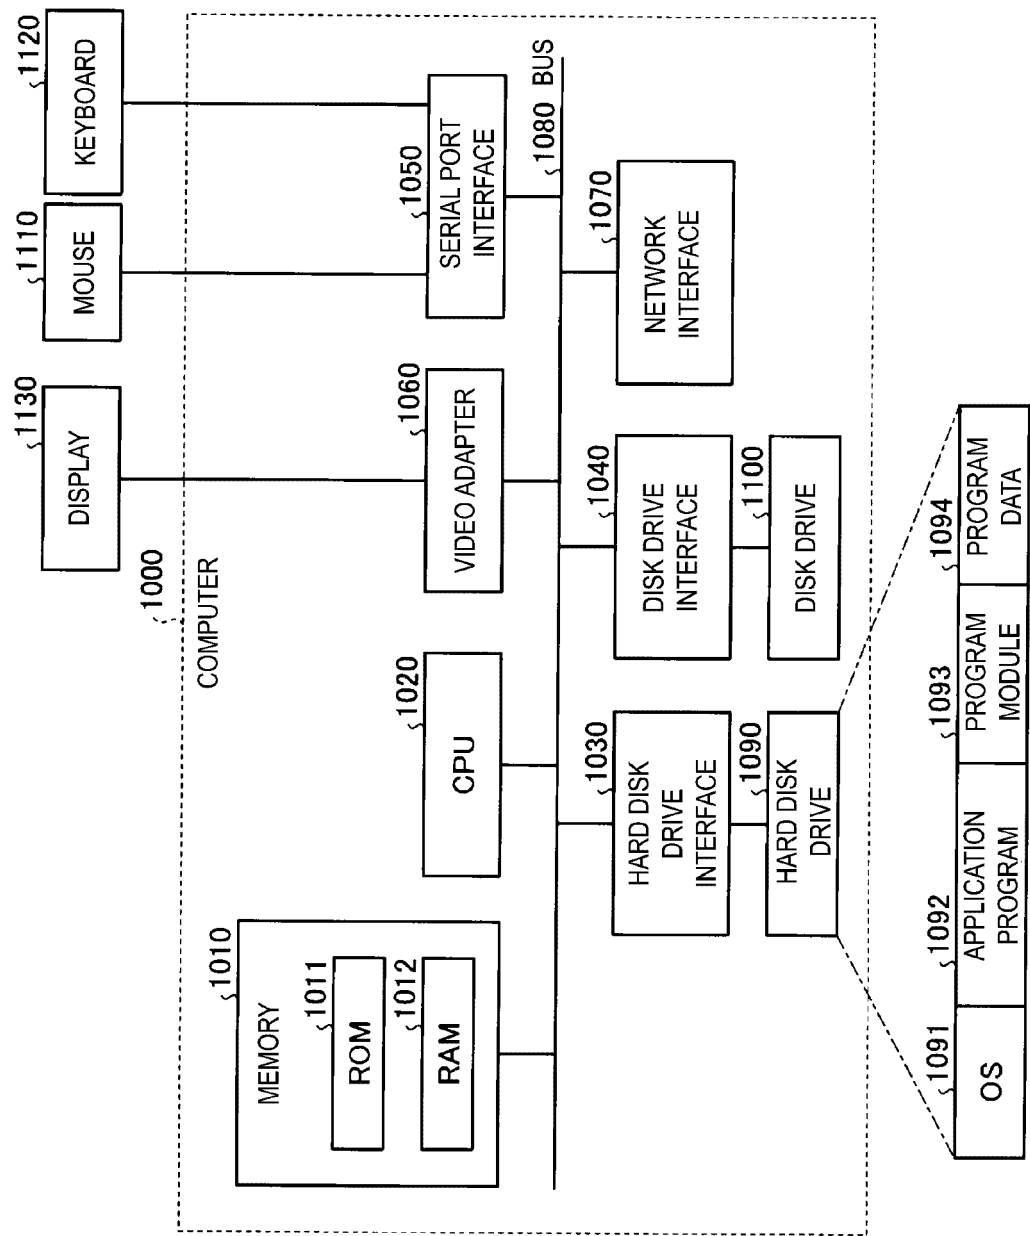 1130
DISPLAY
1110
MOUSE
1120
KEYBOARD
1000
COMPUTER
1010
MEMORY
1011
ROM
1012
RAM
1020
CPU
1060
VIDEO ADAPTER
1050
SERIAL PORT
INTERFACE
1080 BUS
1030
HARD DISK
DRIVE
INTERFACE
1040
DISK DRIVE
INTERFACE
1070
NETWORK
INTERFACE
1090
HARD DISK
DRIVE
1100
DISK DRIVE
1091
OS
1092
APPLICATION
PROGRAM
1093
PROGRAM
MODULE
1094
PROGRAM
DATA